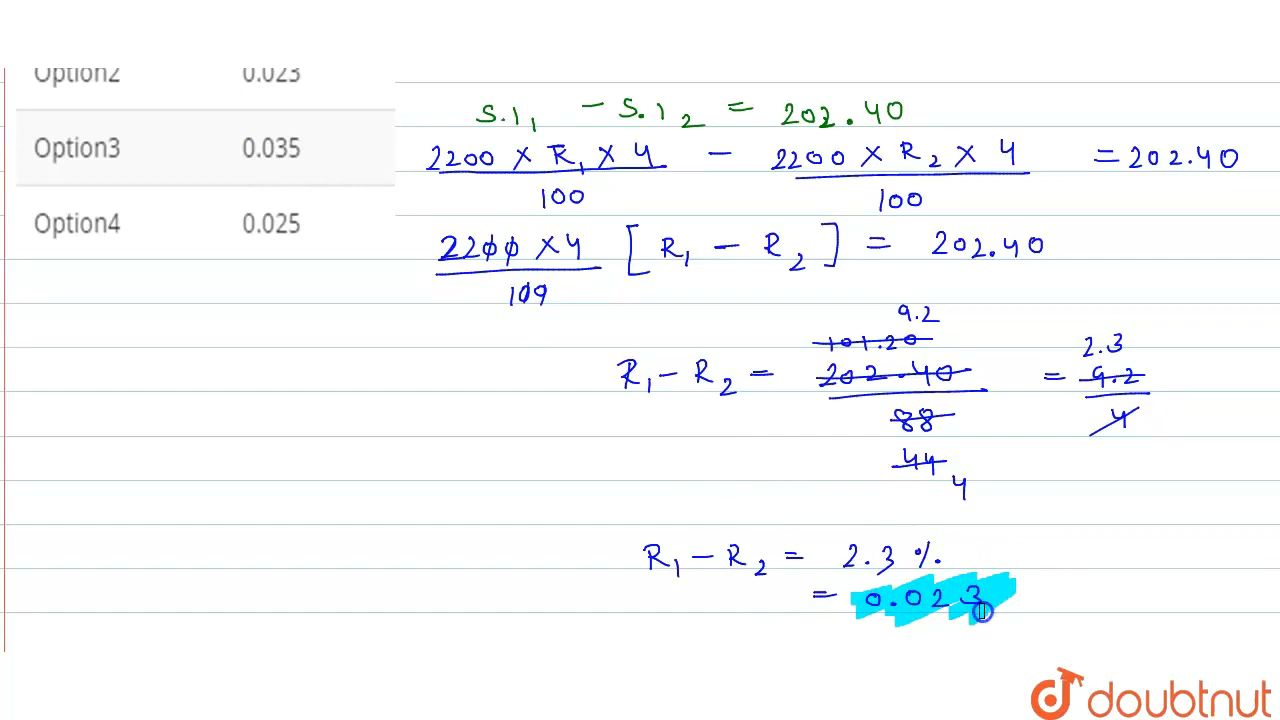 Option2 0.023
Option3 0.035
Option4 0.025
S.I₁ - S.I₂ = 202.40
2200 × R₁ × 4 - 2200 × R₂ × 4 = 202.40
100 100
2200 × 4 [R₁ - R₂] = 202.40
100
9.2
101.20 2.3
R₁ - R₂ = 202.40 = 9.2
88 4
44
4
R₁ - R₂ = 2.3 %.
= 0.023
doubtnut